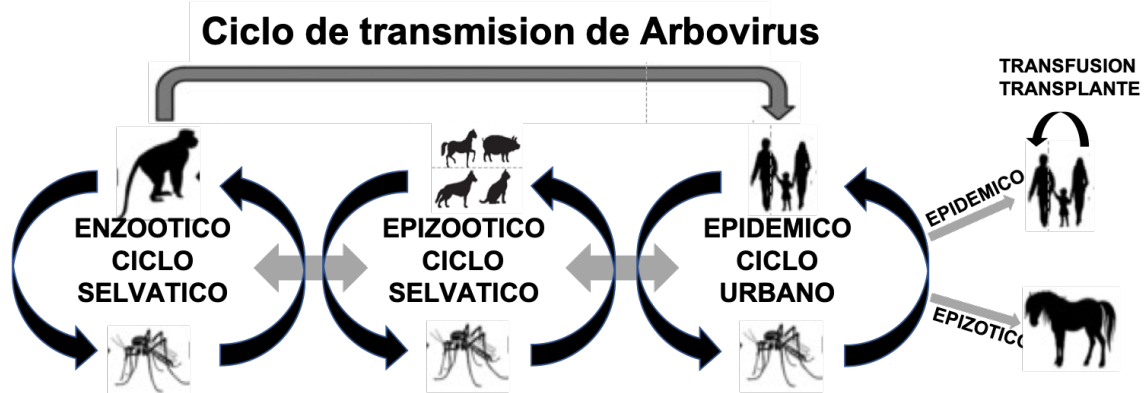 Ciclo de transmision de Arbovirus
TRANSFUSION
TRANSPLANTE
ENZOOTICO
CICLO
SELVATICO
EPIZOOTICO
CICLO
SELVATICO
EPIDEMICO
CICLO
URBANO
EPIDEMICO
EPIZOTICO